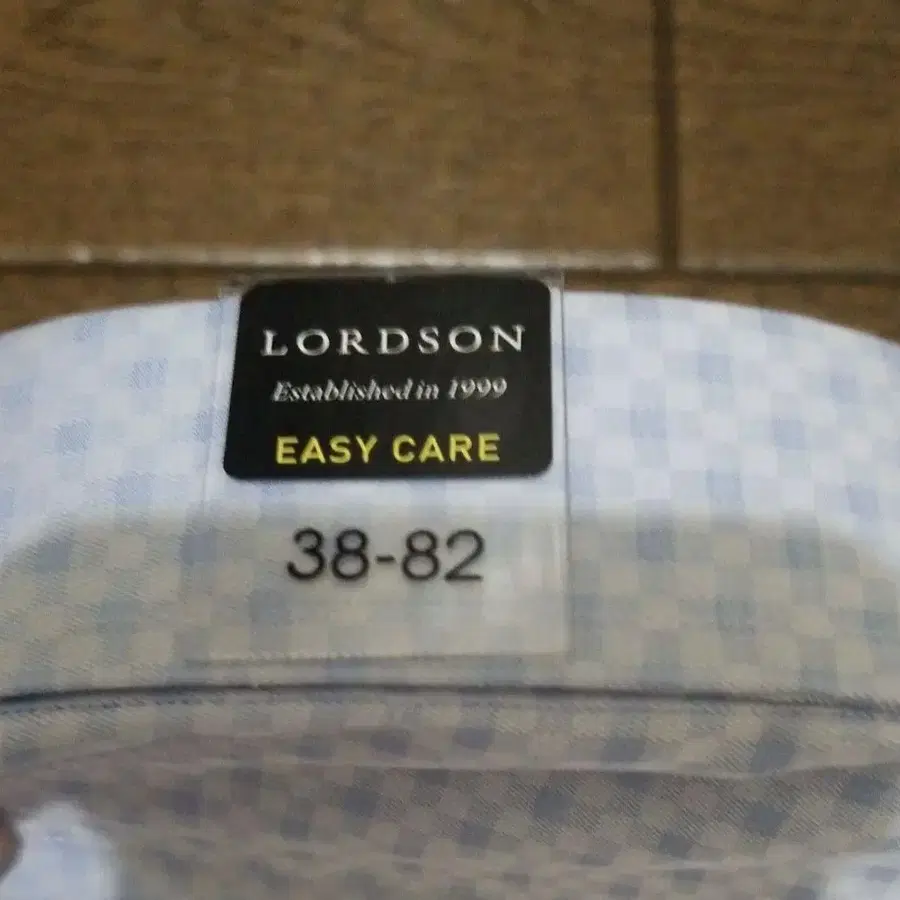 LORDSON
Established in 1999
EASY CARE
38-82